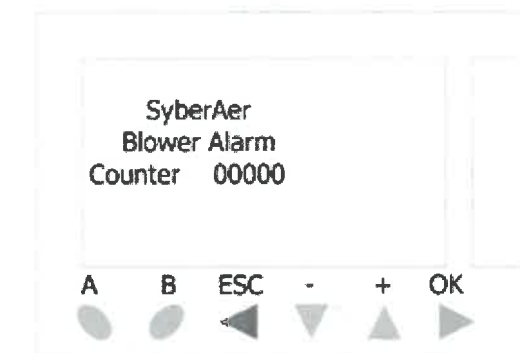 SyberAer
Blower Alarm
Counter 00000
A B ESC - + OK